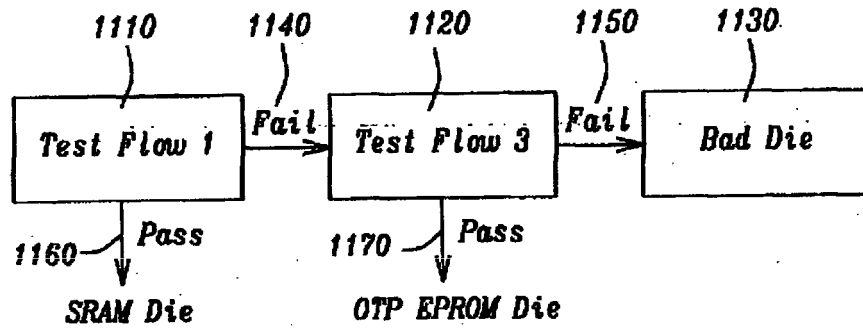 1110 1140 1120 1150 1130
Test Flow 1 Fail Test Flow 3 Fail Bad Die
1160 Pass 1170 Pass
SRAM Die OTP EPROM Die